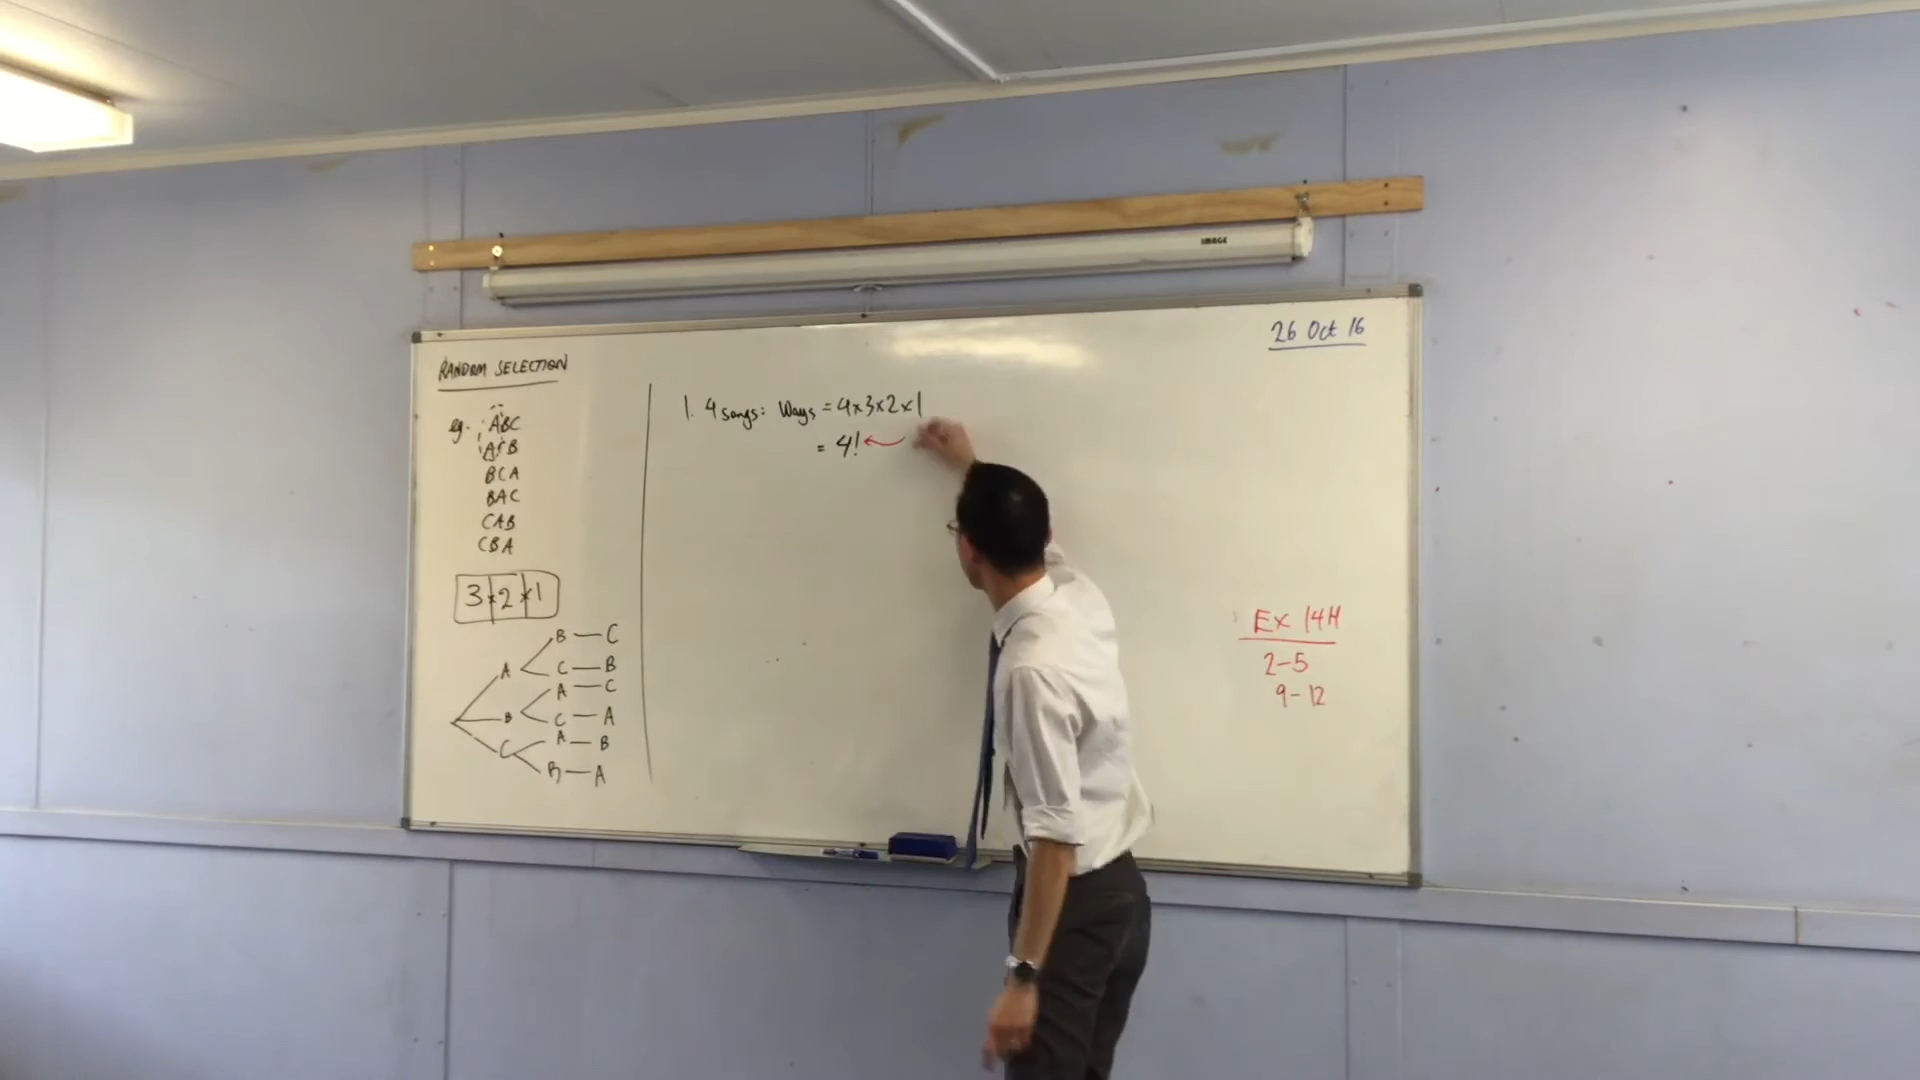 IMAGE
26 Oct 16
RANDOM SELECTION
eg. ABC
ACB
BCA
BAC
CAB
CBA
3×2×1
B — C
A
C — B
A — C
B
C — A
A — B
C
B — A
1. 4 songs: Ways = 4×3×2×1
= 4!
Ex 14H
2-5
9-12